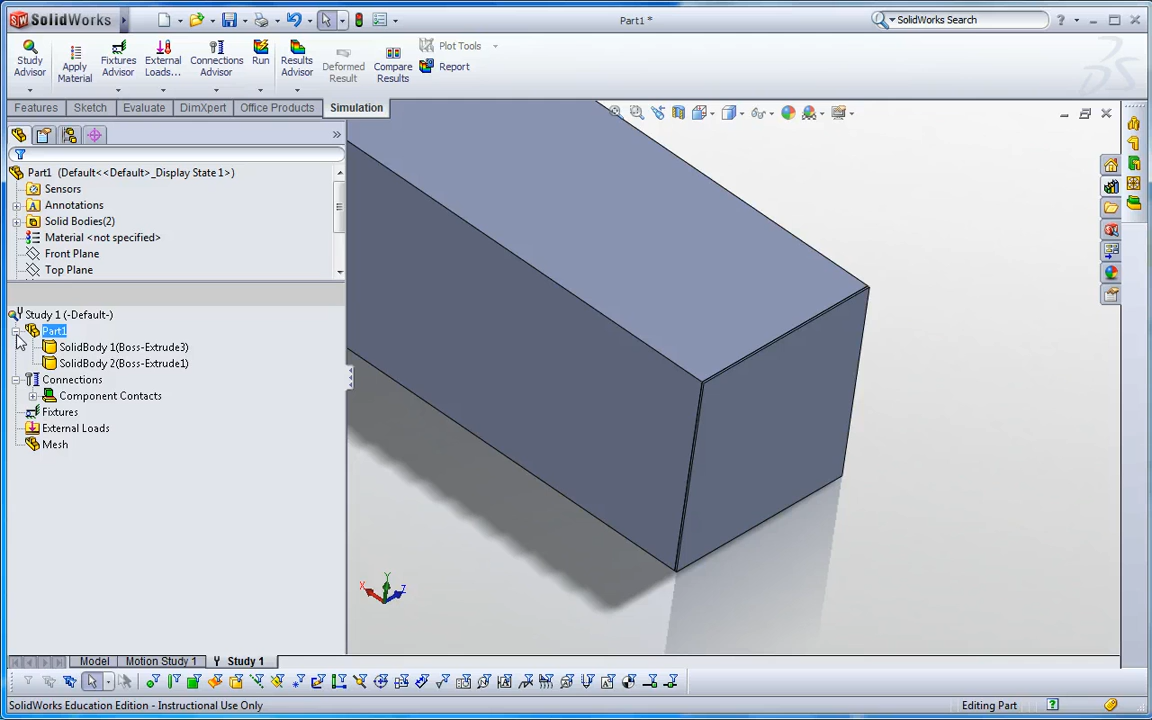 SolidWorks
Part1 *
SolidWorks Search
Study Advisor
Apply Material
Fixtures Advisor
External Loads...
Connections Advisor
Run
Results Advisor
Deformed Result
Compare Results
Plot Tools
Report
Features
Sketch
Evaluate
DimXpert
Office Products
Simulation
Part1 (Default<<Default>_Display State 1>)
Sensors
Annotations
Solid Bodies(2)
Material <not specified>
Front Plane
Top Plane
Study 1 (-Default-)
Part1
SolidBody 1(Boss-Extrude3)
SolidBody 2(Boss-Extrude1)
Connections
Component Contacts
Fixtures
External Loads
Mesh
X
Y
Z
Model
Motion Study 1
Study 1
SolidWorks Education Edition - Instructional Use Only
Editing Part